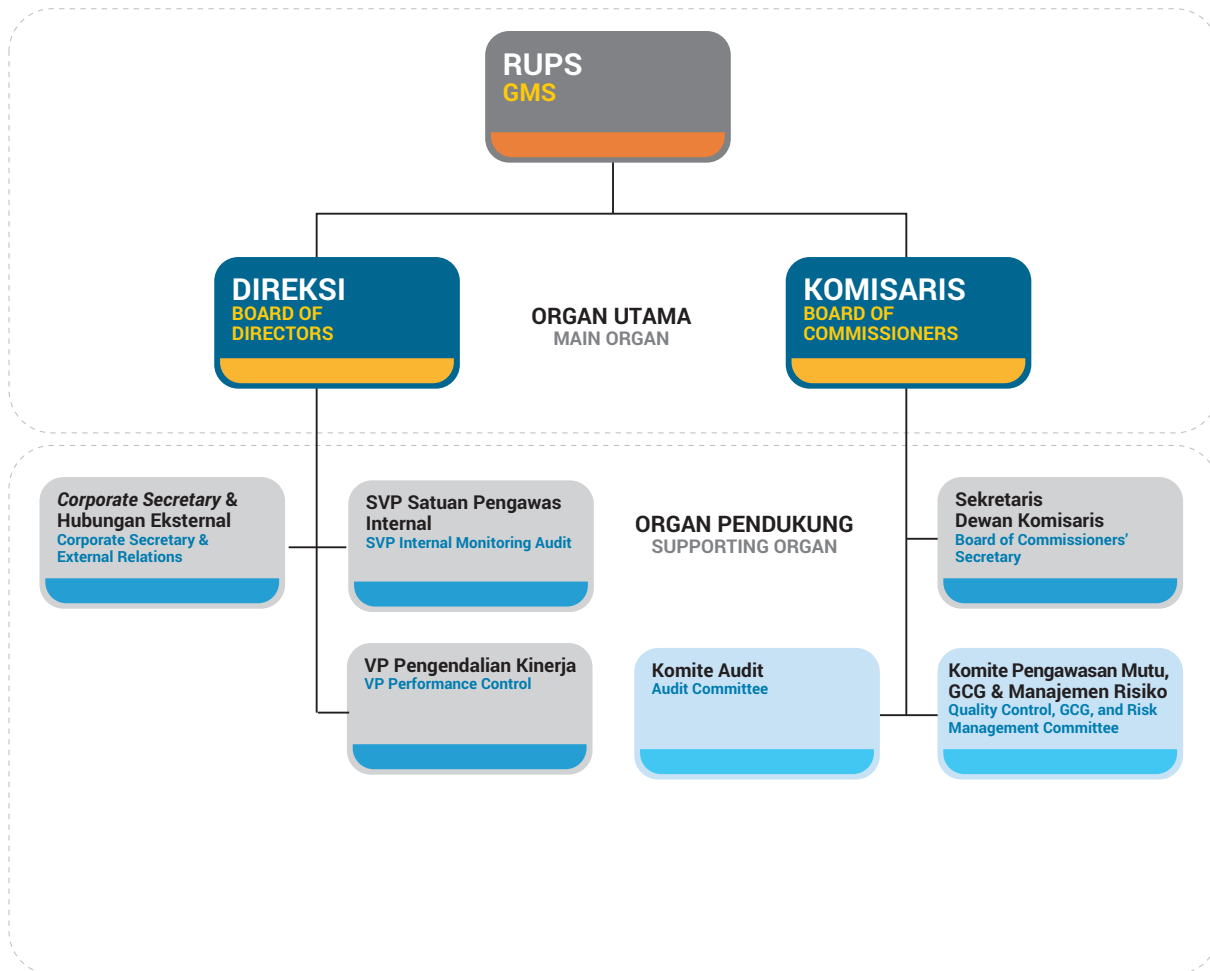 RUPS
GMS
DIREKSI
BOARD OF
DIRECTORS
ORGAN UTAMA
MAIN ORGAN
KOMISARIS
BOARD OF
COMMISSIONERS
Corporate Secretary &
Hubungan Eksternal
Corporate Secretary &
External Relations
SVP Satuan Pengawas
Internal
SVP Internal Monitoring Audit
ORGAN PENDUKUNG
SUPPORTING ORGAN
Sekretaris
Dewan Komisaris
Board of Commissioners’
Secretary
VP Pengendalian Kinerja
VP Performance Control
Komite Audit
Audit Committee
Komite Pengawasan Mutu,
GCG & Manajemen Risiko
Quality Control, GCG, and Risk
Management Committee